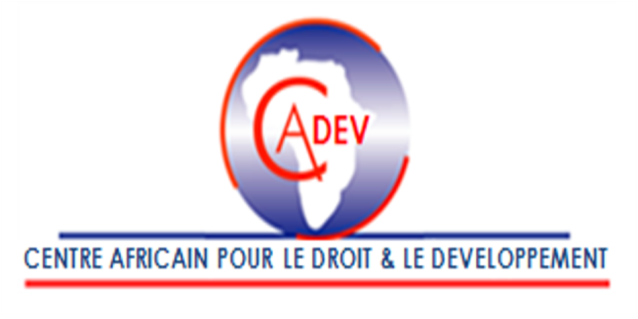 CADEV
CENTRE AFRICAIN POUR LE DROIT & LE DEVELOPPEMENT